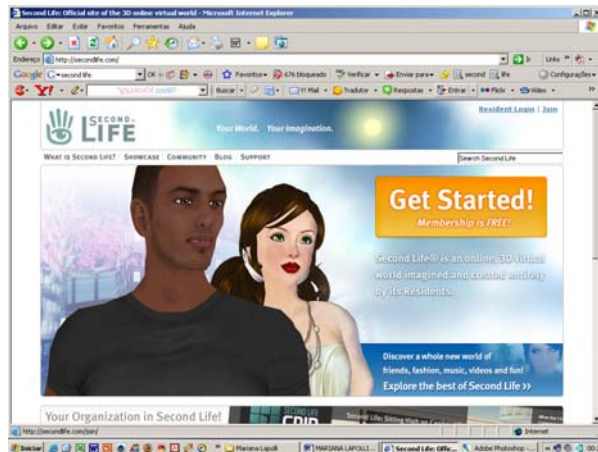 Second Life: Official site of the 3D online virtual world - Microsoft Internet Explorer
Arquivo Editar Exibir Favoritos Ferramentas Ajuda
Endereço http://secondlife.com/ Ir Links
Google second life OK Favoritos 676 bloqueado Verificar Enviar para second life Configurações
Y! Buscar Y! Mail Tradutor Respostas Entrar Flickr Vídeo
Resident Login | Join
SECOND LIFE
Your World. Your Imagination.
What is Second Life? Showcase Community Blog Support Search Second Life
Get Started!
Membership is FREE!
Second Life® is an online, 3D virtual
world imagined and created entirely
by its Residents.
Discover a whole new world of
friends, fashion, music, videos and fun!
Explore the best of Second Life >>
Your Organization in Second Life!
SECOND LIFE
GRID
http://secondlife.com/join/ Internet
Iniciar Mariana Lapolli MARIANA LAPOLLI... Second Life: Offic... Adobe Photoshop